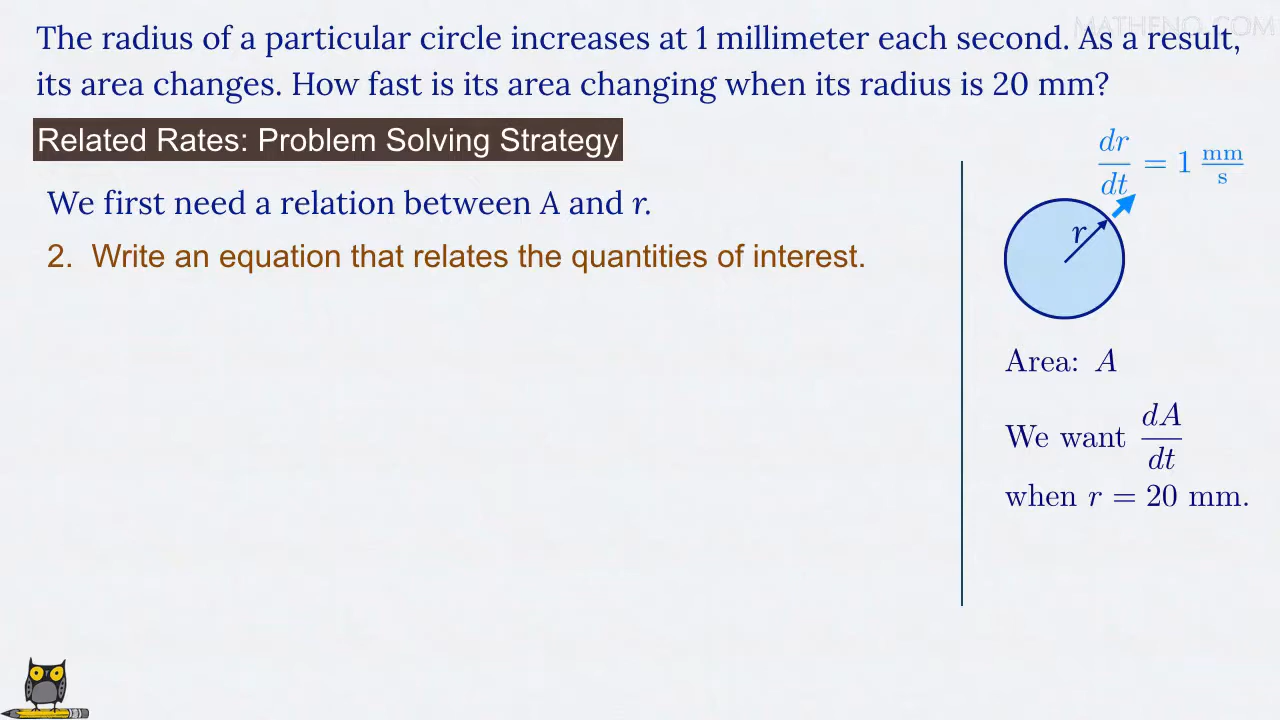 MATHENO.COM
The radius of a particular circle increases at 1 millimeter each second. As a result,
its area changes. How fast is its area changing when its radius is 20 mm?
Related Rates: Problem Solving Strategy
We first need a relation between A and r.
2. Write an equation that relates the quantities of interest.
dr/dt = 1 mm/s
r
Area: A
We want dA/dt
when r = 20 mm.